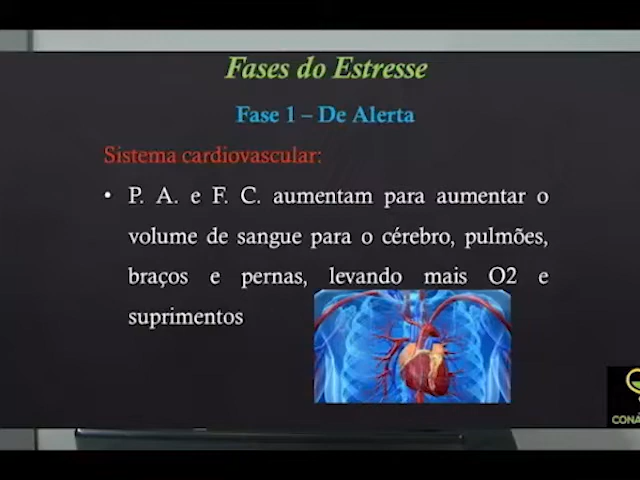 Fases do Estresse
Fase 1 – De Alerta
Sistema cardiovascular:
• P. A. e F. C. aumentam para aumentar o
volume de sangue para o cérebro, pulmões,
braços e pernas, levando mais O2 e
suprimentos